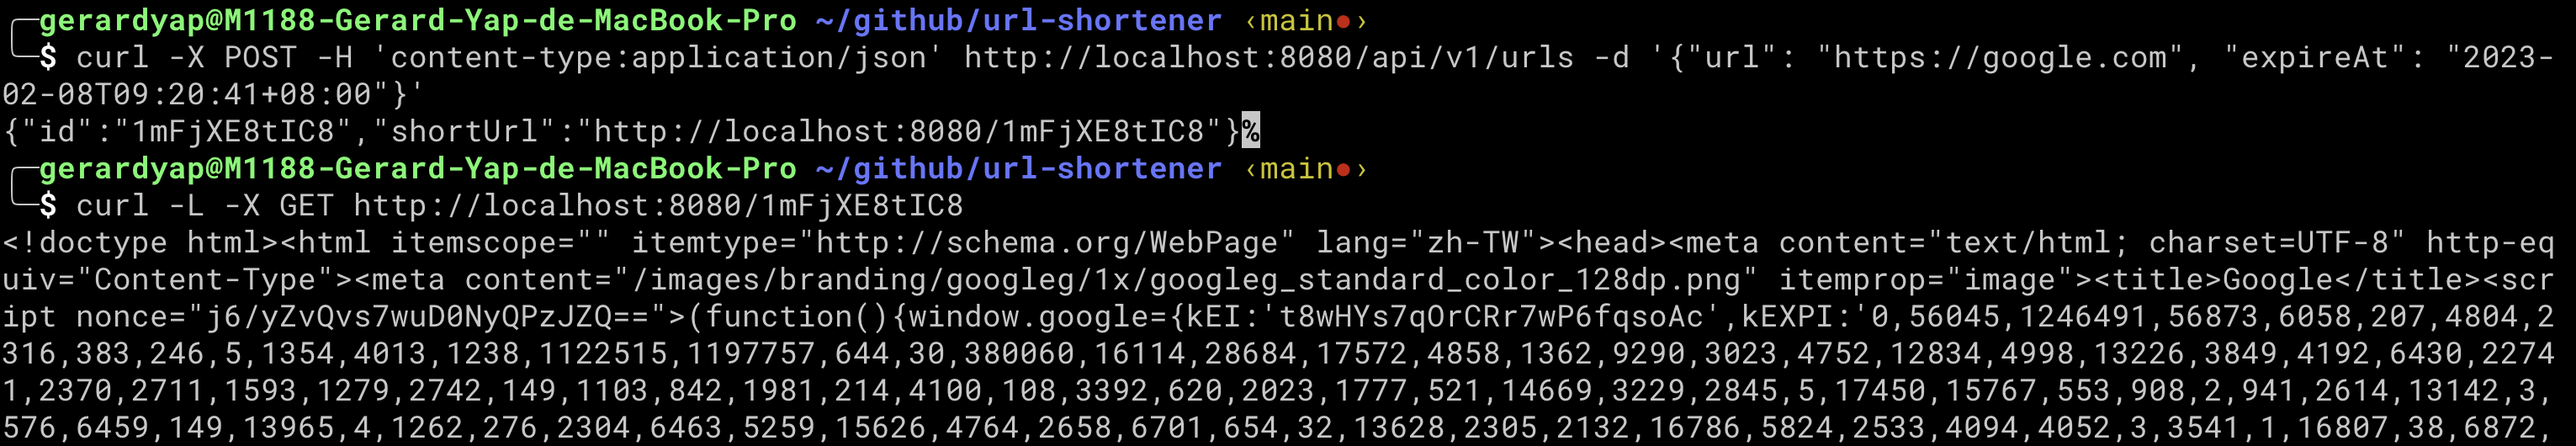 gerardyap@M1188-Gerard-Yap-de-MacBook-Pro ~/github/url-shortener ‹main●›
$ curl -X POST -H 'content-type:application/json' http://localhost:8080/api/v1/urls -d '{"url": "https://google.com", "expireAt": "2023-
02-08T09:20:41+08:00"}'
{"id":"1mFjXE8tIC8","shortUrl":"http://localhost:8080/1mFjXE8tIC8"}%
gerardyap@M1188-Gerard-Yap-de-MacBook-Pro ~/github/url-shortener ‹main●›
$ curl -L -X GET http://localhost:8080/1mFjXE8tIC8
<!doctype html><html itemscope="" itemtype="http://schema.org/WebPage" lang="zh-TW"><head><meta content="text/html; charset=UTF-8" http-eq
uiv="Content-Type"><meta content="/images/branding/googleg/1x/googleg_standard_color_128dp.png" itemprop="image"><title>Google</title><scr
ipt nonce="j6/yZvQvs7wuD0NyQPzJZQ==">(function(){window.google={kEI:'t8wHYs7qOrCRr7wP6fqsoAc',kEXPI:'0,56045,1246491,56873,6058,207,4804,2
316,383,246,5,1354,4013,1238,1122515,1197757,644,30,380060,16114,28684,17572,4858,1362,9290,3023,4752,12834,4998,13226,3849,4192,6430,2274
1,2370,2711,1593,1279,2742,149,1103,842,1981,214,4100,108,3392,620,2023,1777,521,14669,3229,2845,5,17450,15767,553,908,2,941,2614,13142,3,
576,6459,149,13965,4,1262,276,2304,6463,5259,15626,4764,2658,6701,654,32,13628,2305,2132,16786,5824,2533,4094,4052,3,3541,1,16807,38,6872,